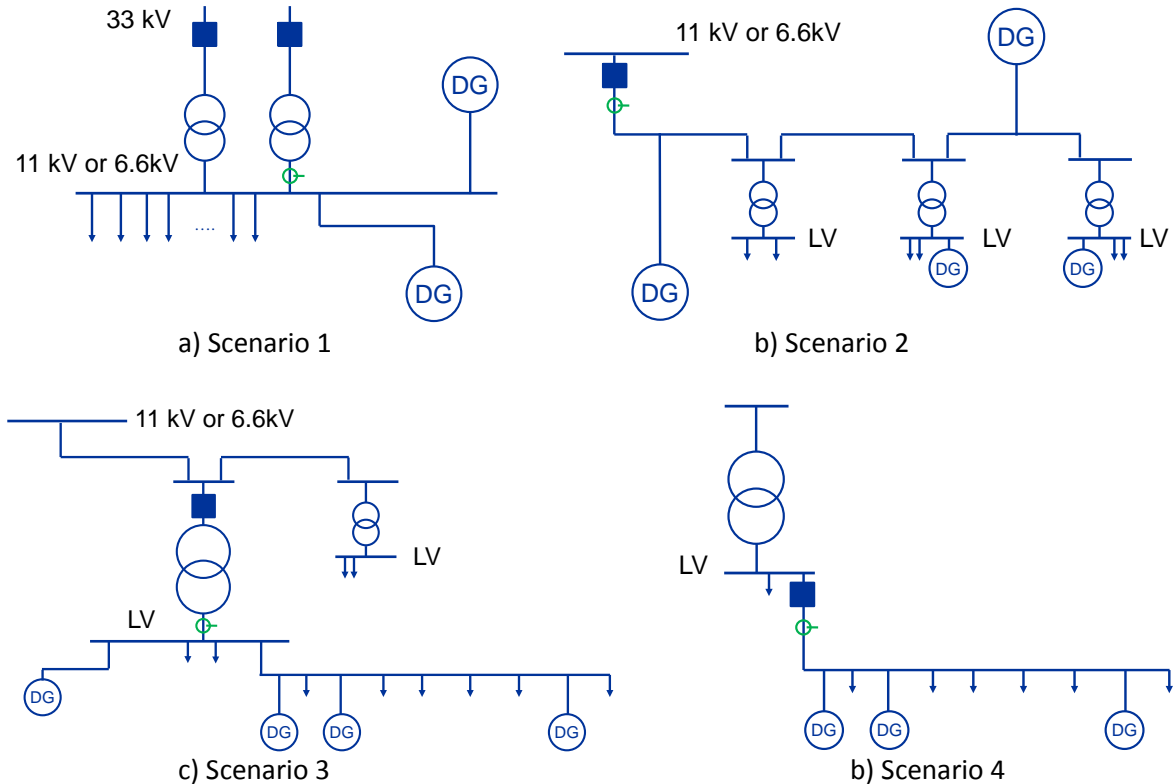 33 kV
DG
11 kV or 6.6kV
....
DG
a) Scenario 1
11 kV or 6.6kV
DG
LV
LV
LV
DG
DG
DG
b) Scenario 2
11 kV or 6.6kV
LV
LV
DG
DG
DG
DG
c) Scenario 3
LV
DG
DG
DG
b) Scenario 4